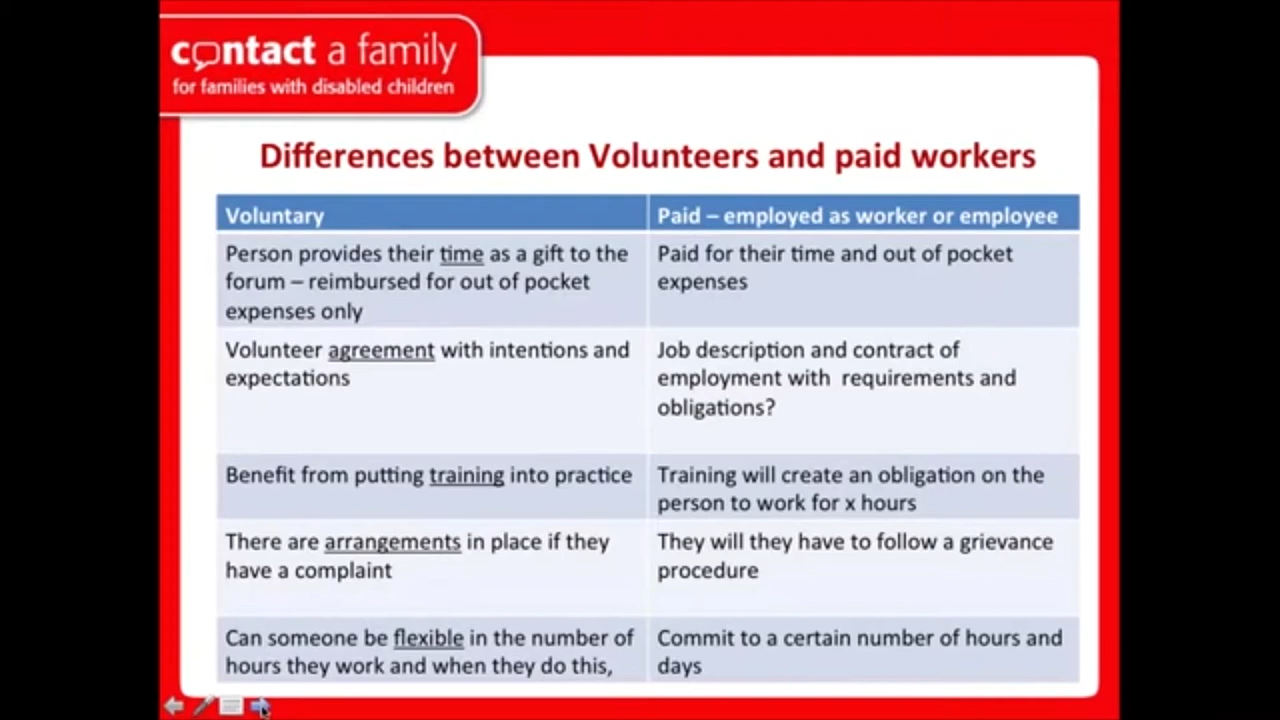 contact a family
for families with disabled children
Differences between Volunteers and paid workers
Voluntary
Paid – employed as worker or employee
Person provides their time as a gift to the
forum – reimbursed for out of pocket
expenses only
Paid for their time and out of pocket
expenses
Volunteer agreement with intentions and
expectations
Job description and contract of
employment with requirements and
obligations?
Benefit from putting training into practice
Training will create an obligation on the
person to work for x hours
There are arrangements in place if they
have a complaint
They will they have to follow a grievance
procedure
Can someone be flexible in the number of
hours they work and when they do this,
Commit to a certain number of hours and
days